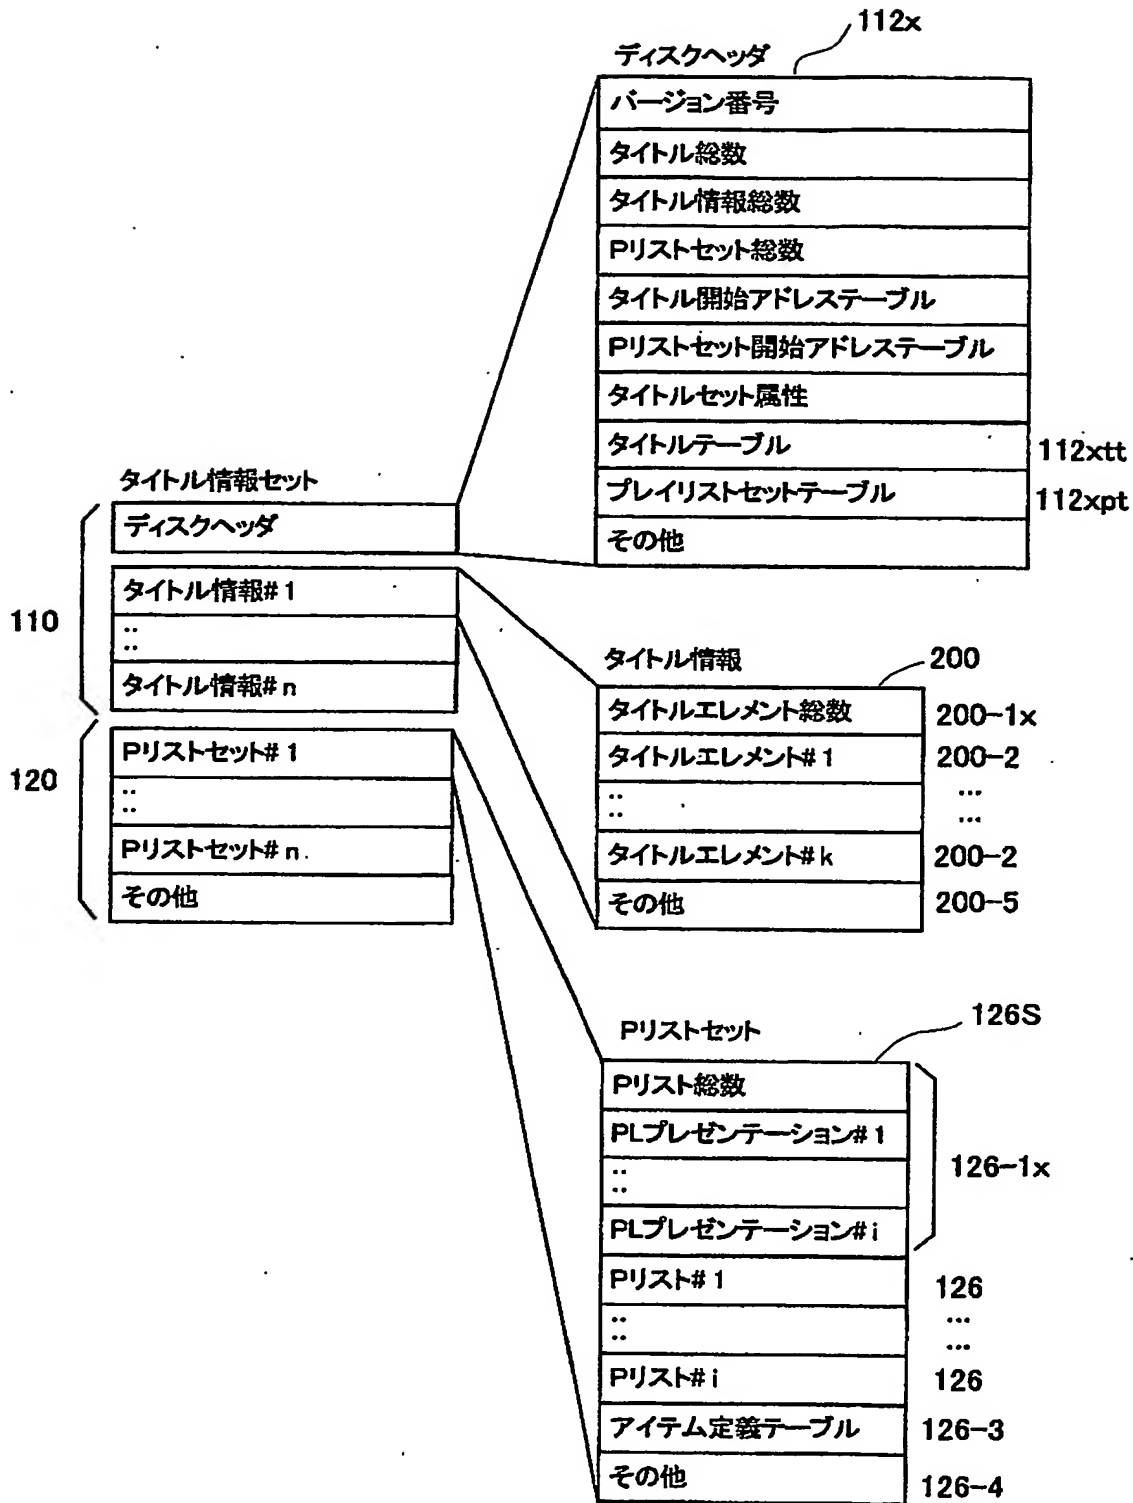 112x
ディスクヘッダ
バージョン番号
タイトル総数
タイトル情報総数
Pリストセット総数
タイトル開始アドレステーブル
Pリストセット開始アドレステーブル
タイトルセット属性
タイトルテーブル 112xtt
プレイリストセットテーブル 112xpt
その他
タイトル情報セット
ディスクヘッダ
110
タイトル情報#1
::
タイトル情報#n
120
Pリストセット#1
::
Pリストセット#n
その他
タイトル情報 200
タイトルエレメント総数 200-1x
タイトルエレメント#1 200-2
:: ... ...
タイトルエレメント#k 200-2
その他 200-5
Pリストセット 126S
Pリスト総数
PLプレゼンテーション#1
::
PLプレゼンテーション#i
126-1x
Pリスト#1 126
:: ... ...
Pリスト#i 126
アイテム定義テーブル 126-3
その他 126-4